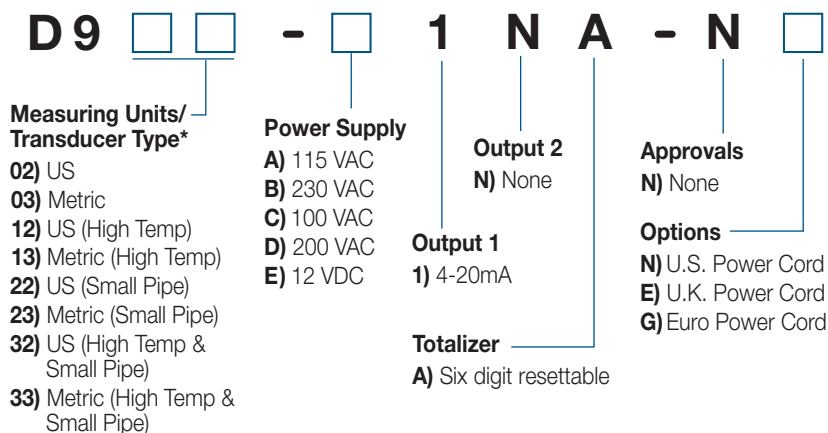 D9 □ □ - □ 1 N A - N □
Measuring Units/
Transducer Type*
02) US
03) Metric
12) US (High Temp)
13) Metric (High Temp)
22) US (Small Pipe)
23) Metric (Small Pipe)
32) US (High Temp &
Small Pipe)
33) Metric (High Temp &
Small Pipe)
Power Supply
A) 115 VAC
B) 230 VAC
C) 100 VAC
D) 200 VAC
E) 12 VDC
Output 1
1) 4-20mA
Output 2
N) None
Totalizer
A) Six digit resettable
Approvals
N) None
Options
N) U.S. Power Cord
E) U.K. Power Cord
G) Euro Power Cord